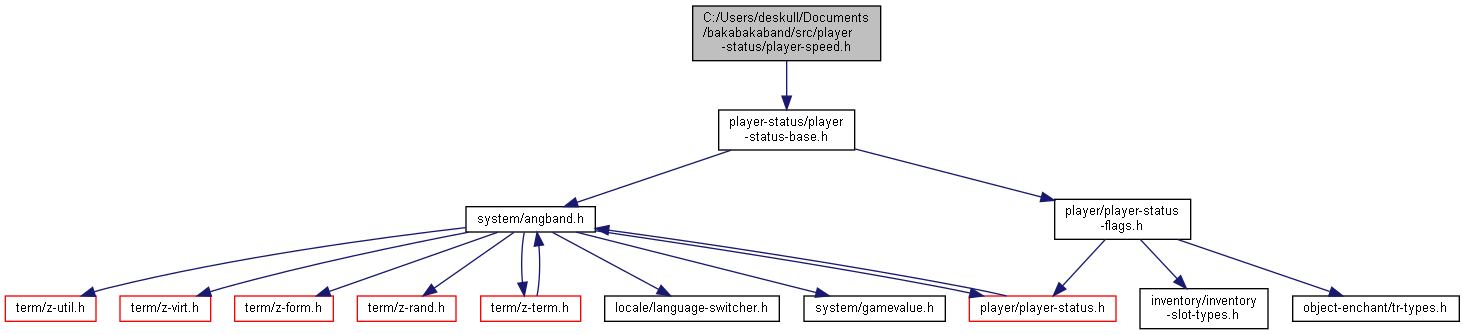 C:/Users/deskull/Documents
/bakabakaband/src/player
-status/player-speed.h
player-status/player
-status-base.h
system/angband.h
player/player-status
-flags.h
term/z-util.h
term/z-virt.h
term/z-form.h
term/z-rand.h
term/z-term.h
locale/language-switcher.h
system/gamevalue.h
player/player-status.h
inventory/inventory
-slot-types.h
object-enchant/tr-types.h